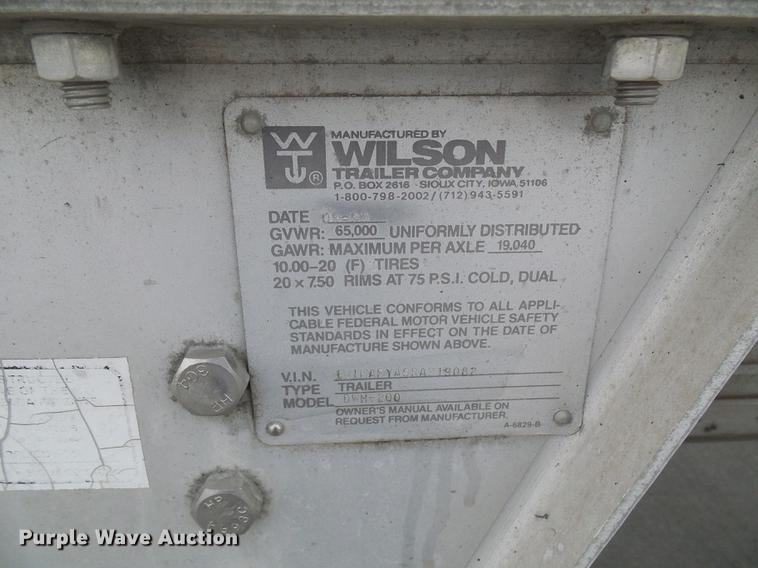 WTC ®
MANUFACTURED BY
WILSON
TRAILER COMPANY
P.O. BOX 2616 SIOUX CITY, IOWA 51106
1-800-798-2002 / (712) 943-5591
DATE
GVWR: 65,000 UNIFORMLY DISTRIBUTED
GAWR: MAXIMUM PER AXLE 19,040
10.00-20 (F) TIRES
20 x 7.50 RIMS AT 75 P.S.I. COLD, DUAL
THIS VEHICLE CONFORMS TO ALL APPLI-
CABLE FEDERAL MOTOR VEHICLE SAFETY
STANDARDS IN EFFECT ON THE DATE OF
MANUFACTURE SHOWN ABOVE.
V.I.N.
TYPE TRAILER
MODEL DWH-200
OWNER'S MANUAL AVAILABLE ON
REQUEST FROM MANUFACTURER.
A-6829-B
Purple Wave Auction